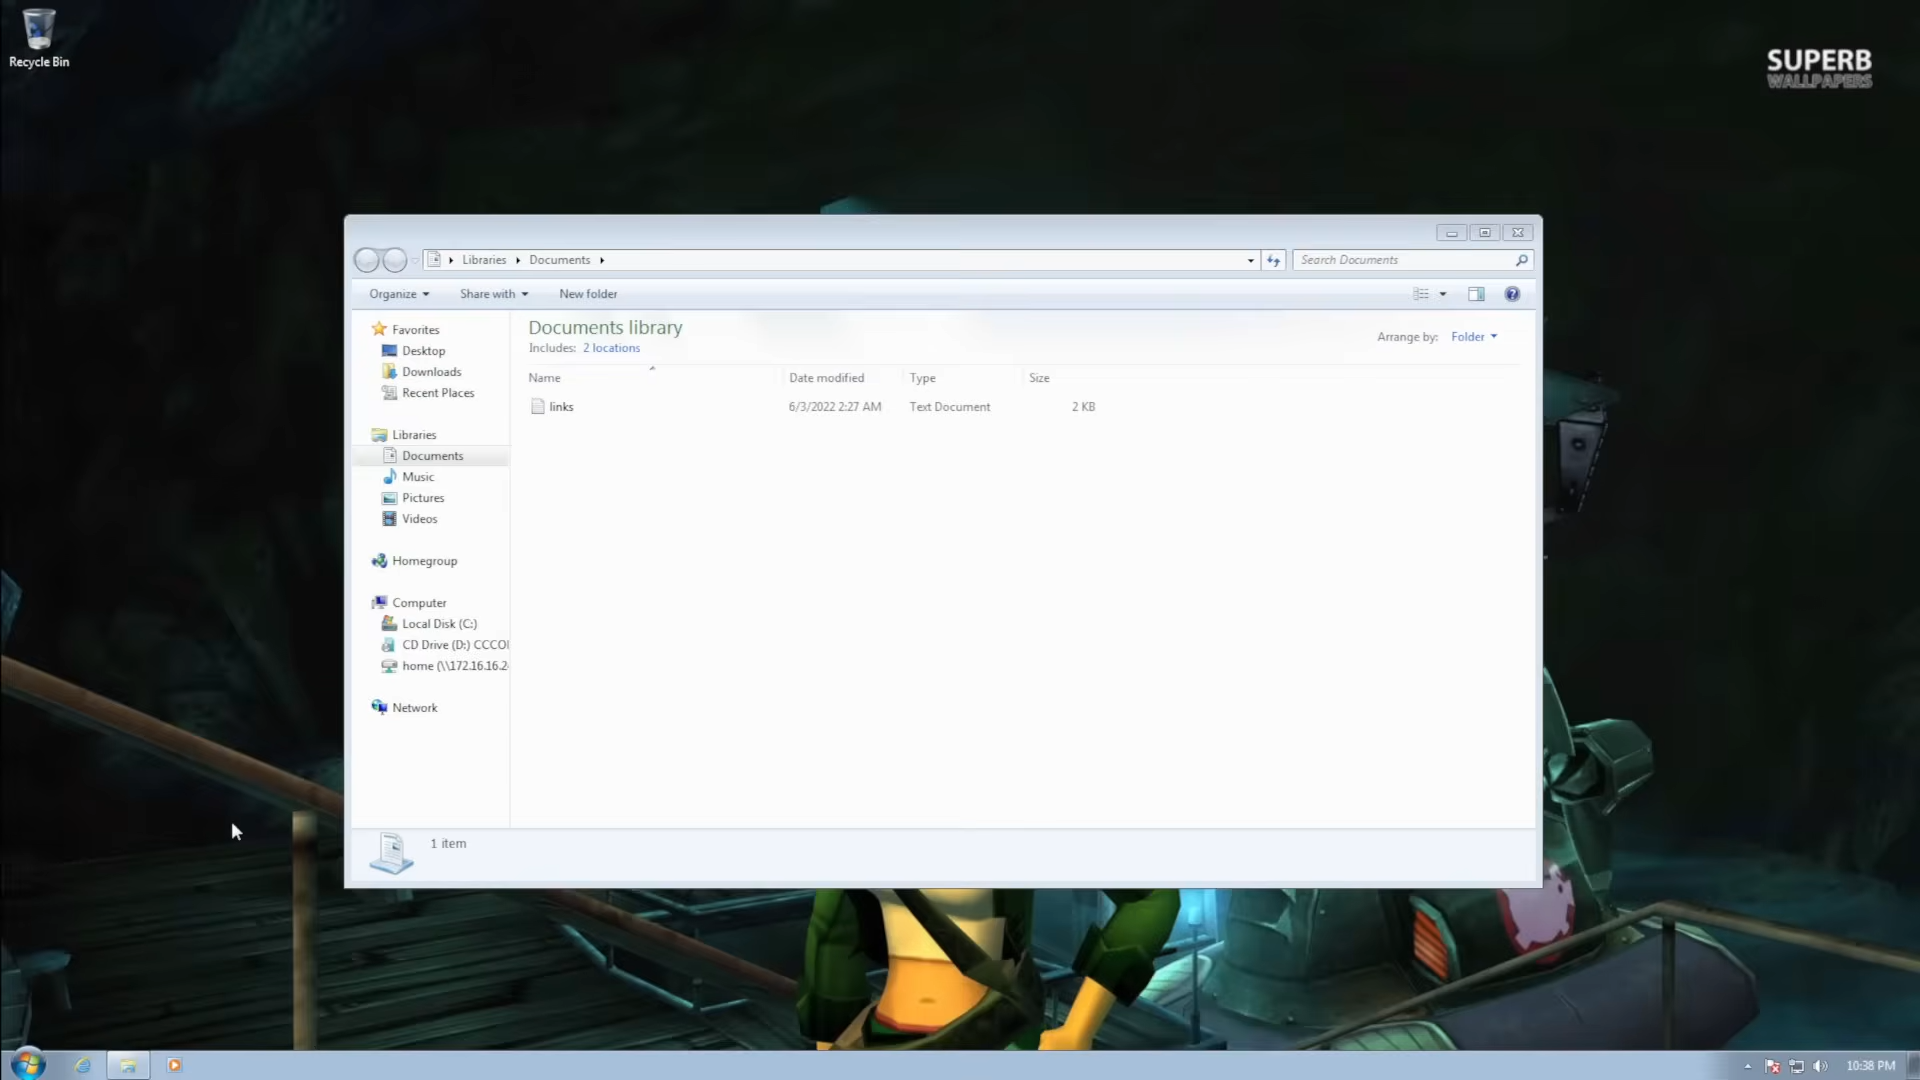 Recycle Bin
SUPERB
WALLPAPERS
Libraries Documents
Search Documents
Organize Share with New folder
Documents library
Includes: 2 locations
Arrange by: Folder
Name Date modified Type Size
links 6/3/2022 2:27 AM Text Document 2 KB
Favorites
Desktop
Downloads
Recent Places
Libraries
Documents
Music
Pictures
Videos
Homegroup
Computer
Local Disk (C:)
CD Drive (D:) CCCO
home (\\172.16.16.2
Network
1 item
10:38 PM